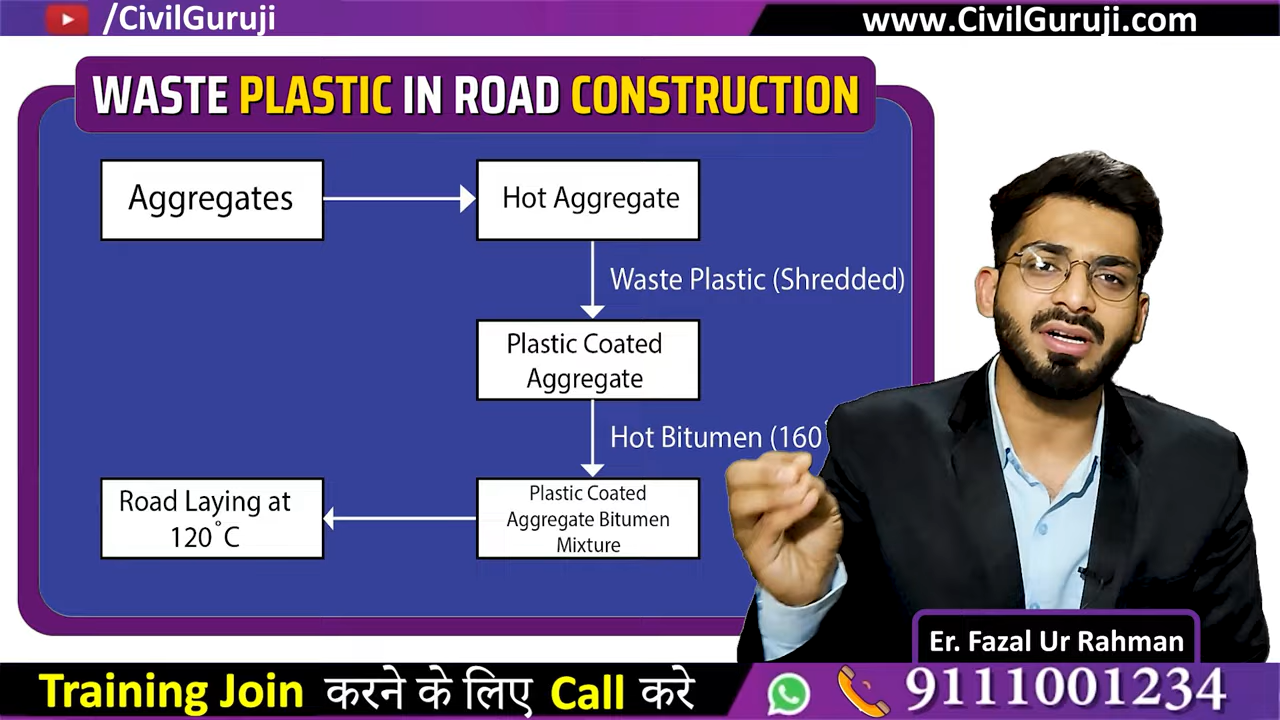 /CivilGuruji
www.CivilGuruji.com
WASTE PLASTIC IN ROAD CONSTRUCTION
Aggregates
Hot Aggregate
Waste Plastic (Shredded)
Plastic Coated
Aggregate
Hot Bitumen (160°
Plastic Coated
Aggregate Bitumen
Mixture
Road Laying at
120°C
Er. Fazal Ur Rahman
Training Join करने के लिए Call करे
9111001234